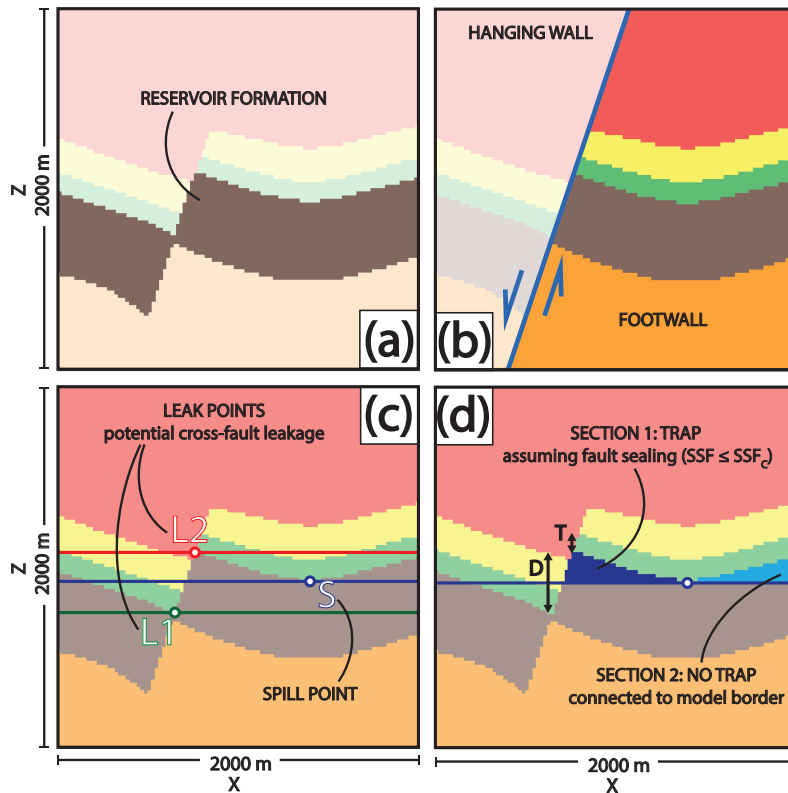 HANGING WALL
RESERVOIR FORMATION
Z
2000 m
(a)
(b)
FOOTWALL
LEAK POINTS
potential cross-fault leakage
(c)
(d)
SECTION 1: TRAP
assuming fault sealing (SSF ≤ SSFc)
L2
T
D
Z
2000 m
S
L1
SPILL POINT
SECTION 2: NO TRAP
connected to model border
2000 m
X
2000 m
X